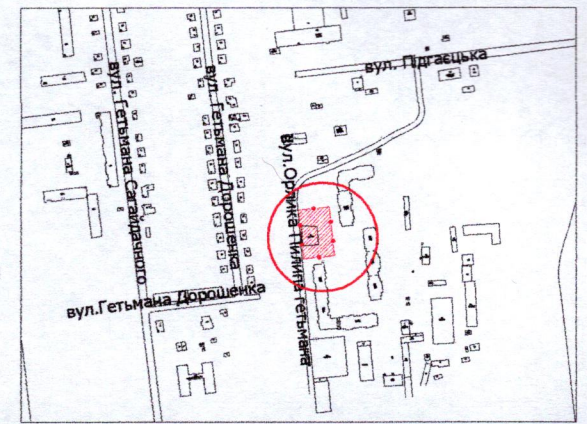 вул. Підгаєцька
вул. Гетьмана Сагайдачного
вул. Гетьмана Дорошенка
вул.Орлика Пилипа гетьмана
вул.Гетьмана Дорошенка